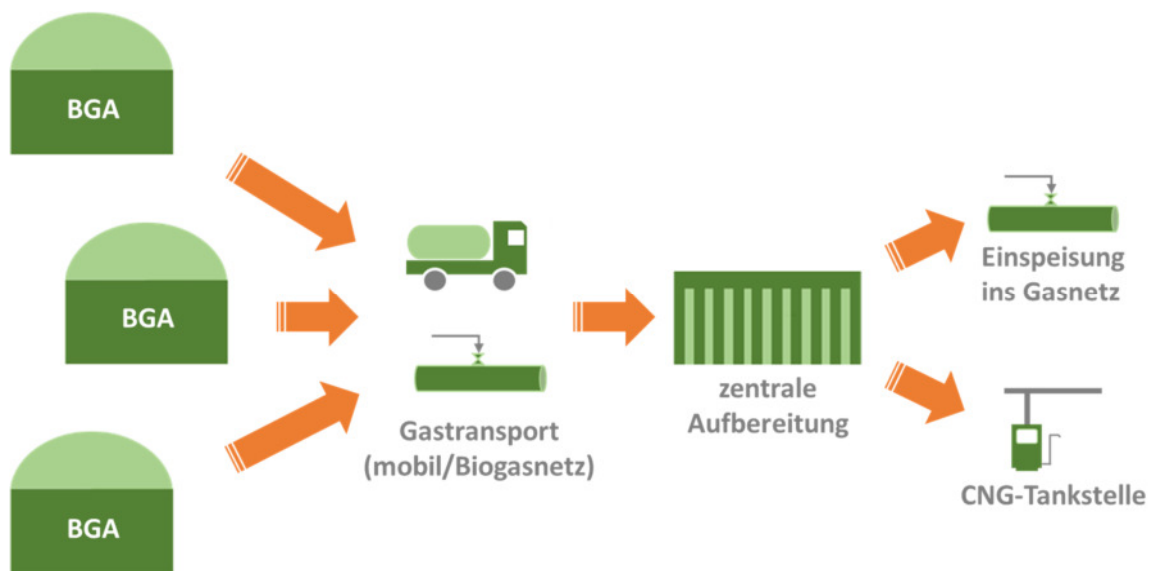 BGA
BGA
BGA
Gastransport
(mobil/Biogasnetz)
zentrale
Aufbereitung
Einspeisung
ins Gasnetz
CNG-Tankstelle